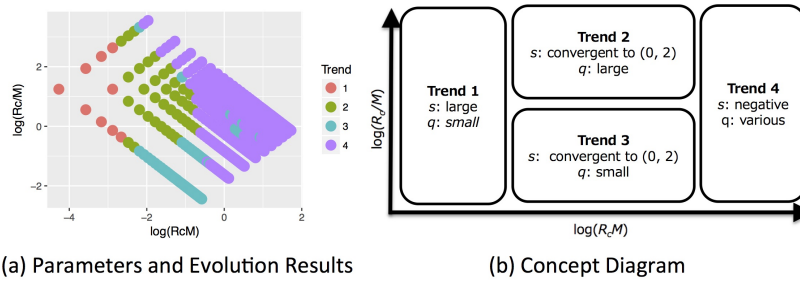 log(Rc/M)
2
0
−2
−4
−2
0
2
log(RcM)
Trend
1
2
3
4
(a) Parameters and Evolution Results
log(Rc/M)
Trend 1
s: large
q: small
Trend 2
s: convergent to (0, 2)
q: large
Trend 3
s: convergent to (0, 2)
q: small
Trend 4
s: negative
q: various
log(RcM)
(b) Concept Diagram